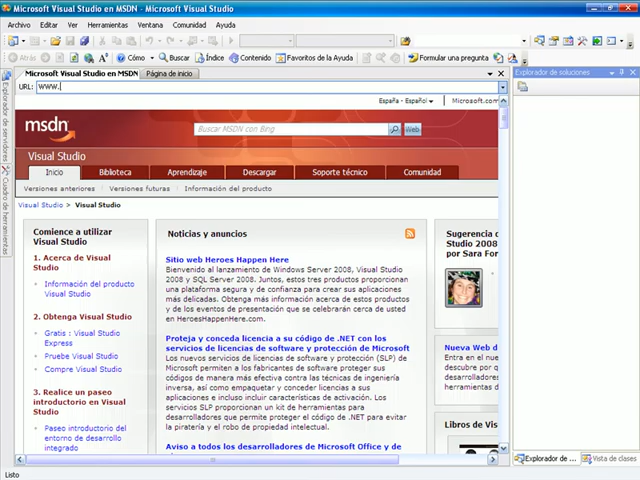 Microsoft Visual Studio en MSDN - Microsoft Visual Studio
Archivo Editar Ver Herramientas Ventana Comunidad Ayuda
Atrás Cómo Buscar Índice Contenido Favoritos de la Ayuda Formular una pregunta
Microsoft Visual Studio en MSDN Página de inicio
Explorador de soluciones
Explorador de servidores
Cuadro de herramientas
URL: www.
España - Español Microsoft.com
msdn
Buscar MSDN con Bing Web
Visual Studio
Inicio Biblioteca Aprendizaje Descargar Soporte técnico Comunidad
Versiones anteriores | Versiones futuras | Información del producto
Visual Studio > Visual Studio
Comience a utilizar
Visual Studio
1. Acerca de Visual
Studio
Información del producto
Visual Studio
2. Obtenga Visual Studio
Gratis : Visual Studio
Express
Pruebe Visual Studio
Compre Visual Studio
3. Realice un paseo
introductorio en Visual
Studio
Paseo introductorio del
entorno de desarrollo
integrado
Noticias y anuncios
Sitio web Heroes Happen Here
Bienvenido al lanzamiento de Windows Server 2008, Visual Studio
2008 y SQL Server 2008. Juntos, estos tres productos proporcionan
una plataforma segura y de confianza para crear sus aplicaciones
más delicadas. Obtenga más información acerca de estos productos
y de los eventos de presentación que se celebrarán cerca de usted
en HeroesHappenHere.com.
Proteja y conceda licencia a su código de .NET con los
servicios de licencias de software y protección de Microsoft
Los nuevos servicios de licencias de software y protección (SLP) de
Microsoft permiten a los fabricantes de software proteger sus
códigos de manera más efectiva contra las técnicas de ingeniería
inversa, así como empaquetar y conceder licencias a sus
aplicaciones e incluso incluir características de activación. Los
servicios SLP proporcionan un kit de herramientas para
desarrolladores que permite proteger el código de .NET para evitar
la piratería y el robo de propiedad intelectual.
Aviso a todos los desarrolladores de Microsoft Office y de
Sugerencia d
Studio 2008
por Sara For
Nueva Web d
Entra en el nuev
descubre por q
desarrollador
Libros de Vis
Explorador de ... Vista de clases
Listo